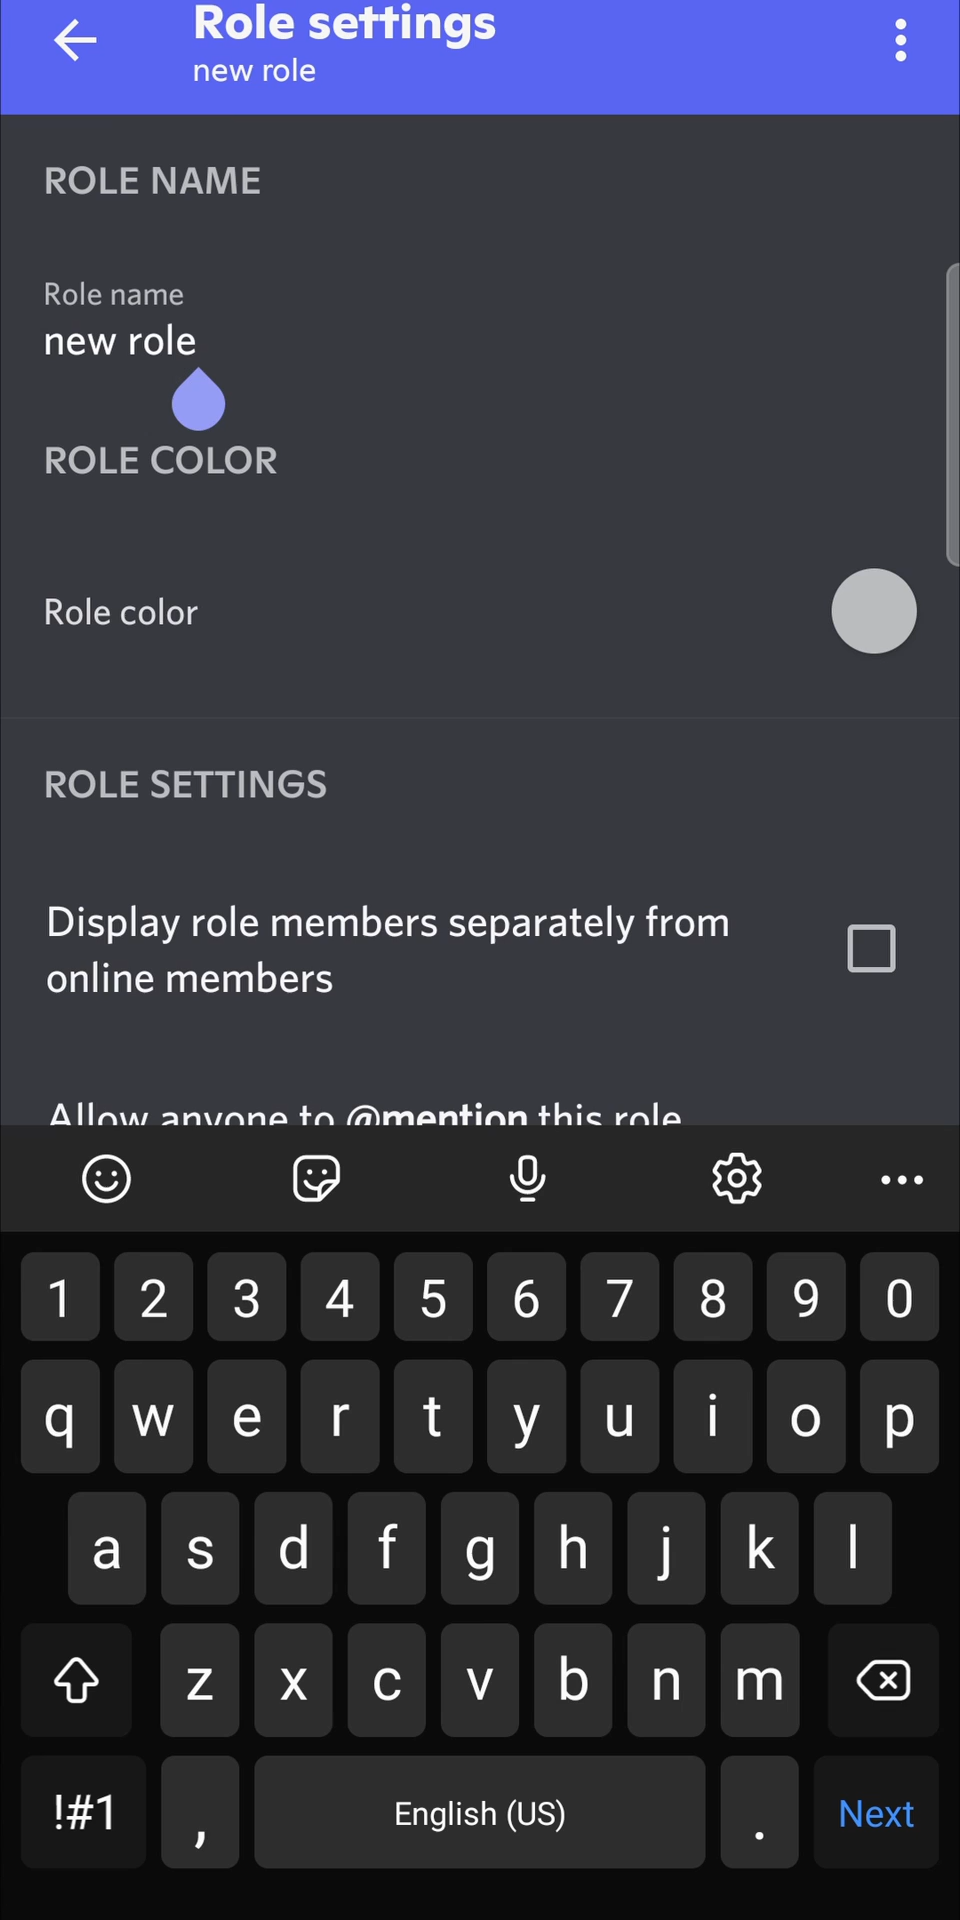 Role settings
new role
ROLE NAME
Role name
new role
ROLE COLOR
Role color
ROLE SETTINGS
Display role members separately from
online members
Allow anyone to @mention this role
1 2 3 4 5 6 7 8 9 0
q w e r t y u i o p
a s d f g h j k l
z x c v b n m
!#1 , English (US) . Next